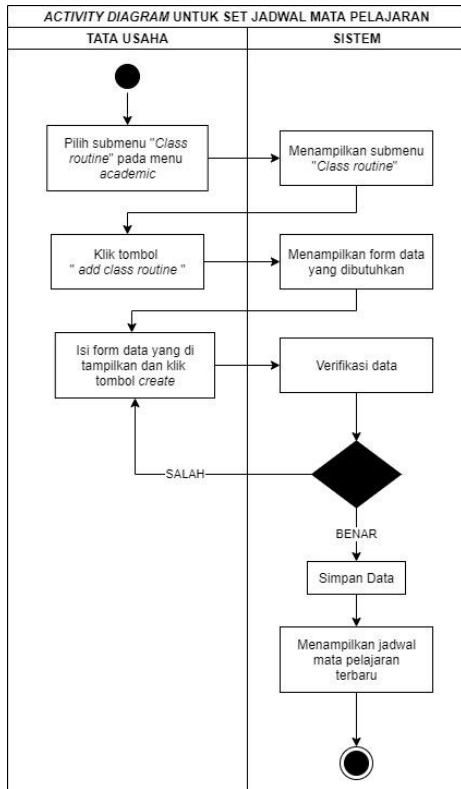 ACTIVITY DIAGRAM UNTUK SET JADWAL MATA PELAJARAN
TATA USAHA
SISTEM
Pilih submenu "Class
routine" pada menu
academic
Menampilkan submenu
"Class routine"
Klik tombol
" add class routine "
Menampilkan form data
yang dibutuhkan
Isi form data yang di
tampilkan dan klik
tombol create
Verifikasi data
SALAH
BENAR
Simpan Data
Menampilkan jadwal
mata pelajaran
terbaru